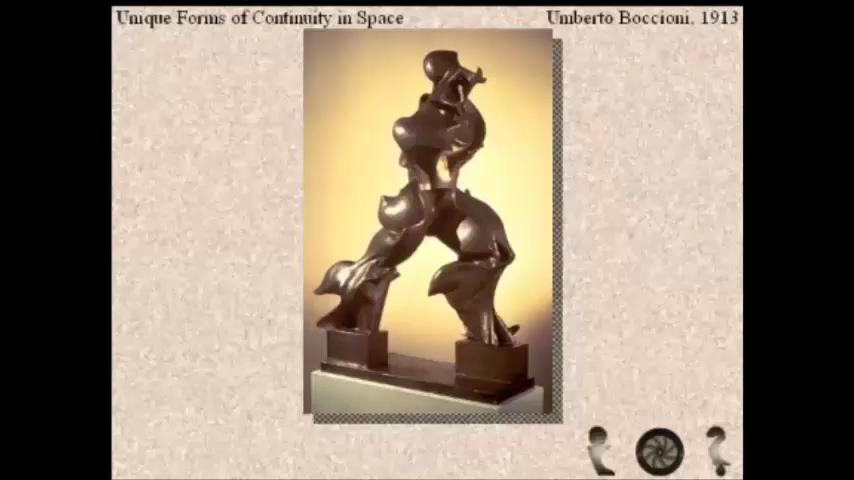 Unique Forms of Continuity in Space
Umberto Boccioni, 1913